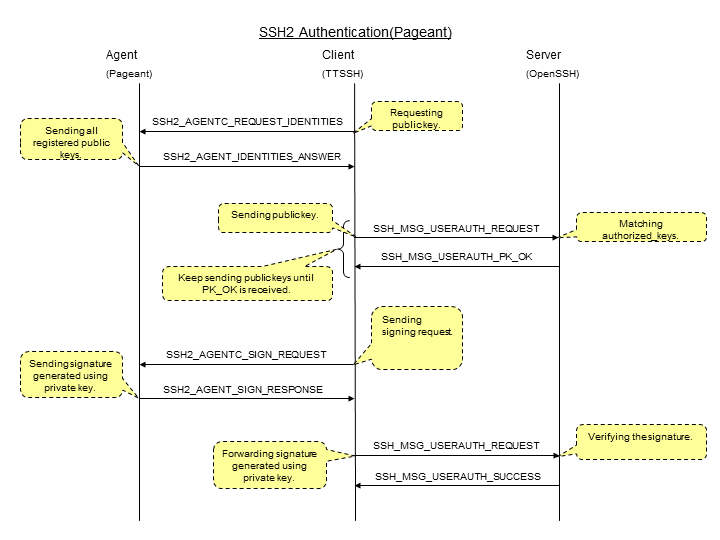 SSH2 Authentication(Pageant)
Agent
Client
Server
(Pageant)
(TTSSH)
(OpenSSH)
Requesting
publickey.
SSH2_AGENTC_REQUEST_IDENTITIES
Sending all
registered public
keys.
SSH2_AGENT_IDENTITIES_ANSWER
Sending publickey.
SSH_MSG_USERAUTH_REQUEST
Matching
authorized_keys.
SSH_MSG_USERAUTH_PK_OK
Keep sending publickeys until
PK_OK is received.
Sending
signing request.
SSH2_AGENTC_SIGN_REQUEST
Sending signature
generated using
private key.
SSH2_AGENT_SIGN_RESPONSE
Verifying the signature.
SSH_MSG_USERAUTH_REQUEST
Forwarding signature
generated using
private key.
SSH_MSG_USERAUTH_SUCCESS